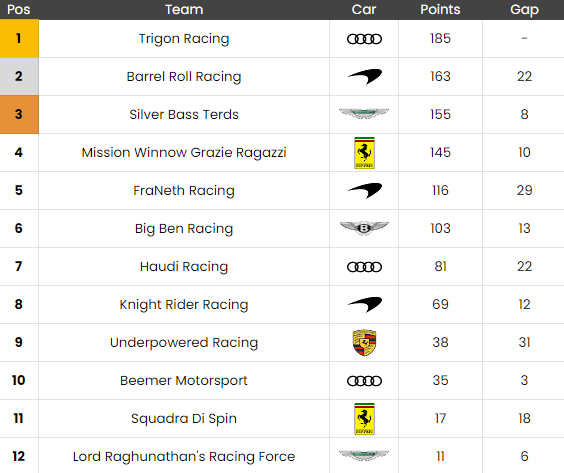 Pos Team Car Points Gap
1 Trigon Racing 185 -
2 Barrel Roll Racing 163 22
3 Silver Bass Terds 155 8
4 Mission Winnow Grazie Ragazzi 145 10
5 FraNeth Racing 116 29
6 Big Ben Racing 103 13
7 Haudi Racing 81 22
8 Knight Rider Racing 69 12
9 Underpowered Racing 38 31
10 Beemer Motorsport 35 3
11 Squadra Di Spin 17 18
12 Lord Raghunathan's Racing Force 11 6